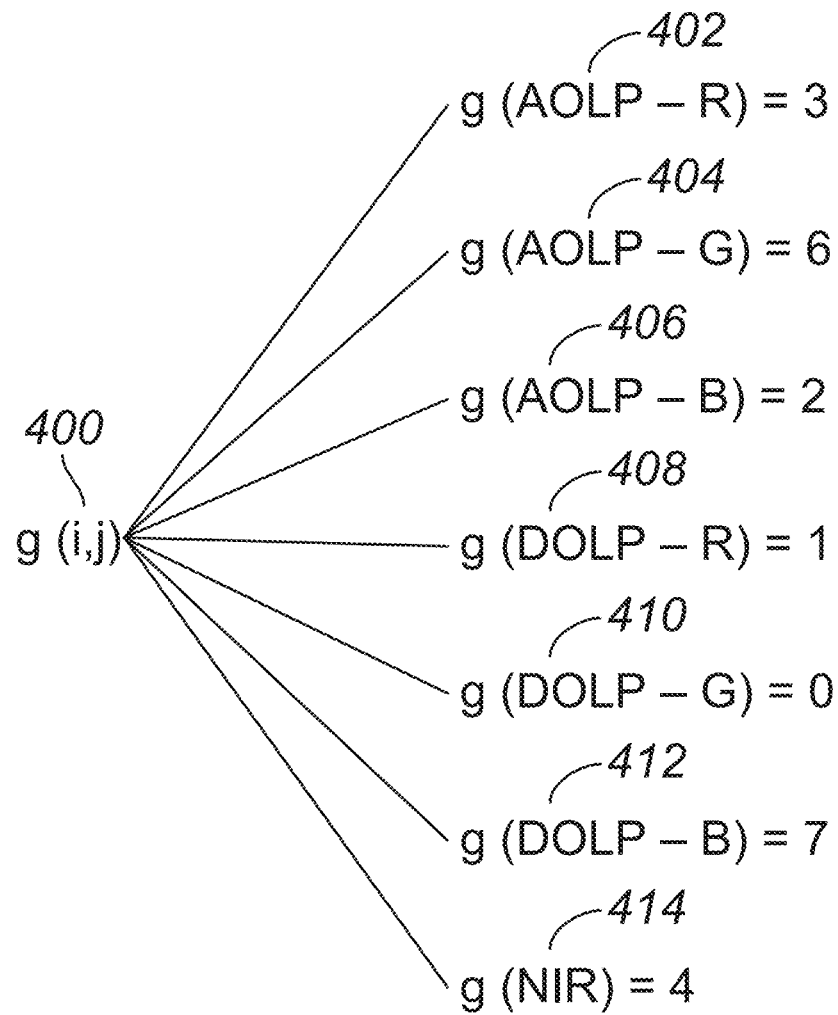 402
g (AOLP – R) = 3
404
g (AOLP – G) = 6
406
g (AOLP – B) = 2
400
408
g (i,j)
g (DOLP – R) = 1
410
g (DOLP – G) = 0
412
g (DOLP – B) = 7
414
g (NIR) = 4